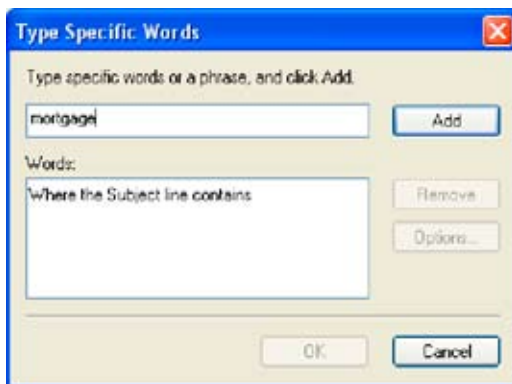 Type Specific Words
Type specific words or a phrase, and click Add.
mortgage
Add
Words:
Where the Subject line contains
Remove
Options...
OK
Cancel